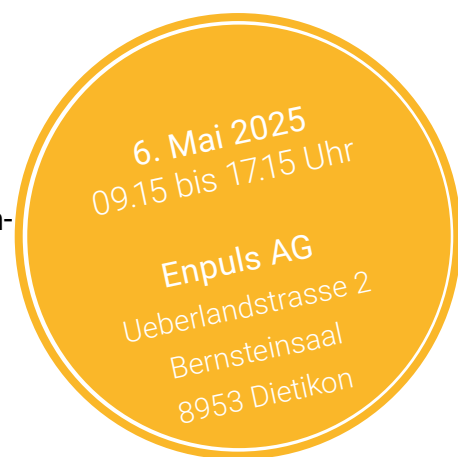 6. Mai 2025
09.15 bis 17.15 Uhr
Enpuls AG
Ueberlandstrasse 2
Bernsteinsaal
8953 Dietikon